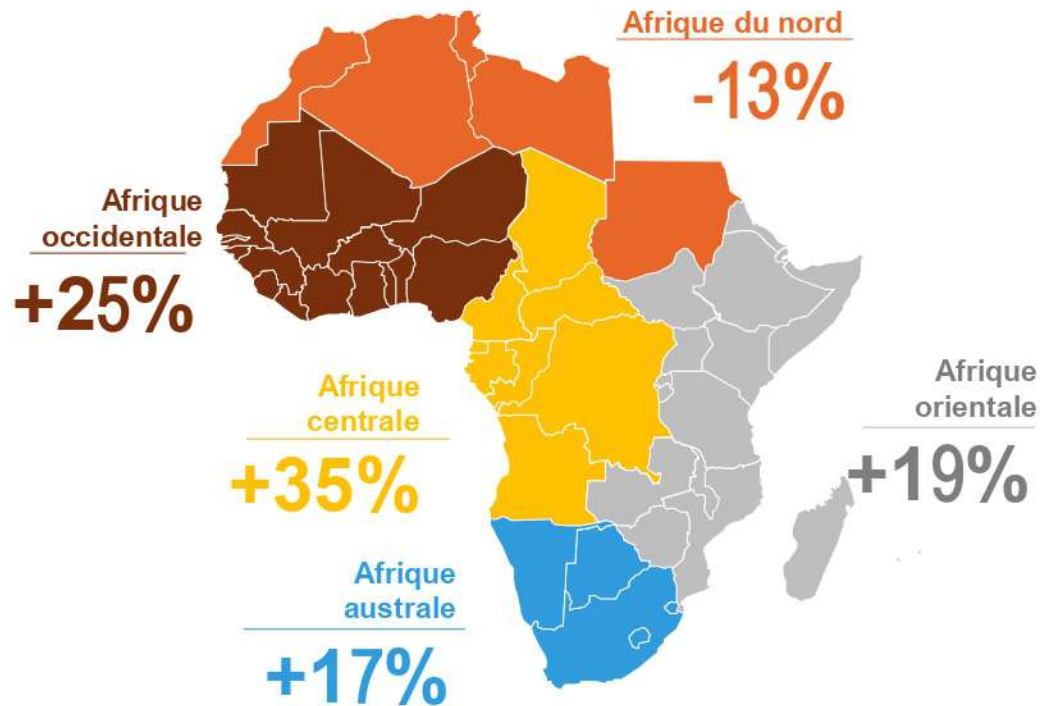 Afrique du nord
-13%
Afrique
occidentale
+25%
Afrique
centrale
+35%
Afrique
orientale
+19%
Afrique
australe
+17%